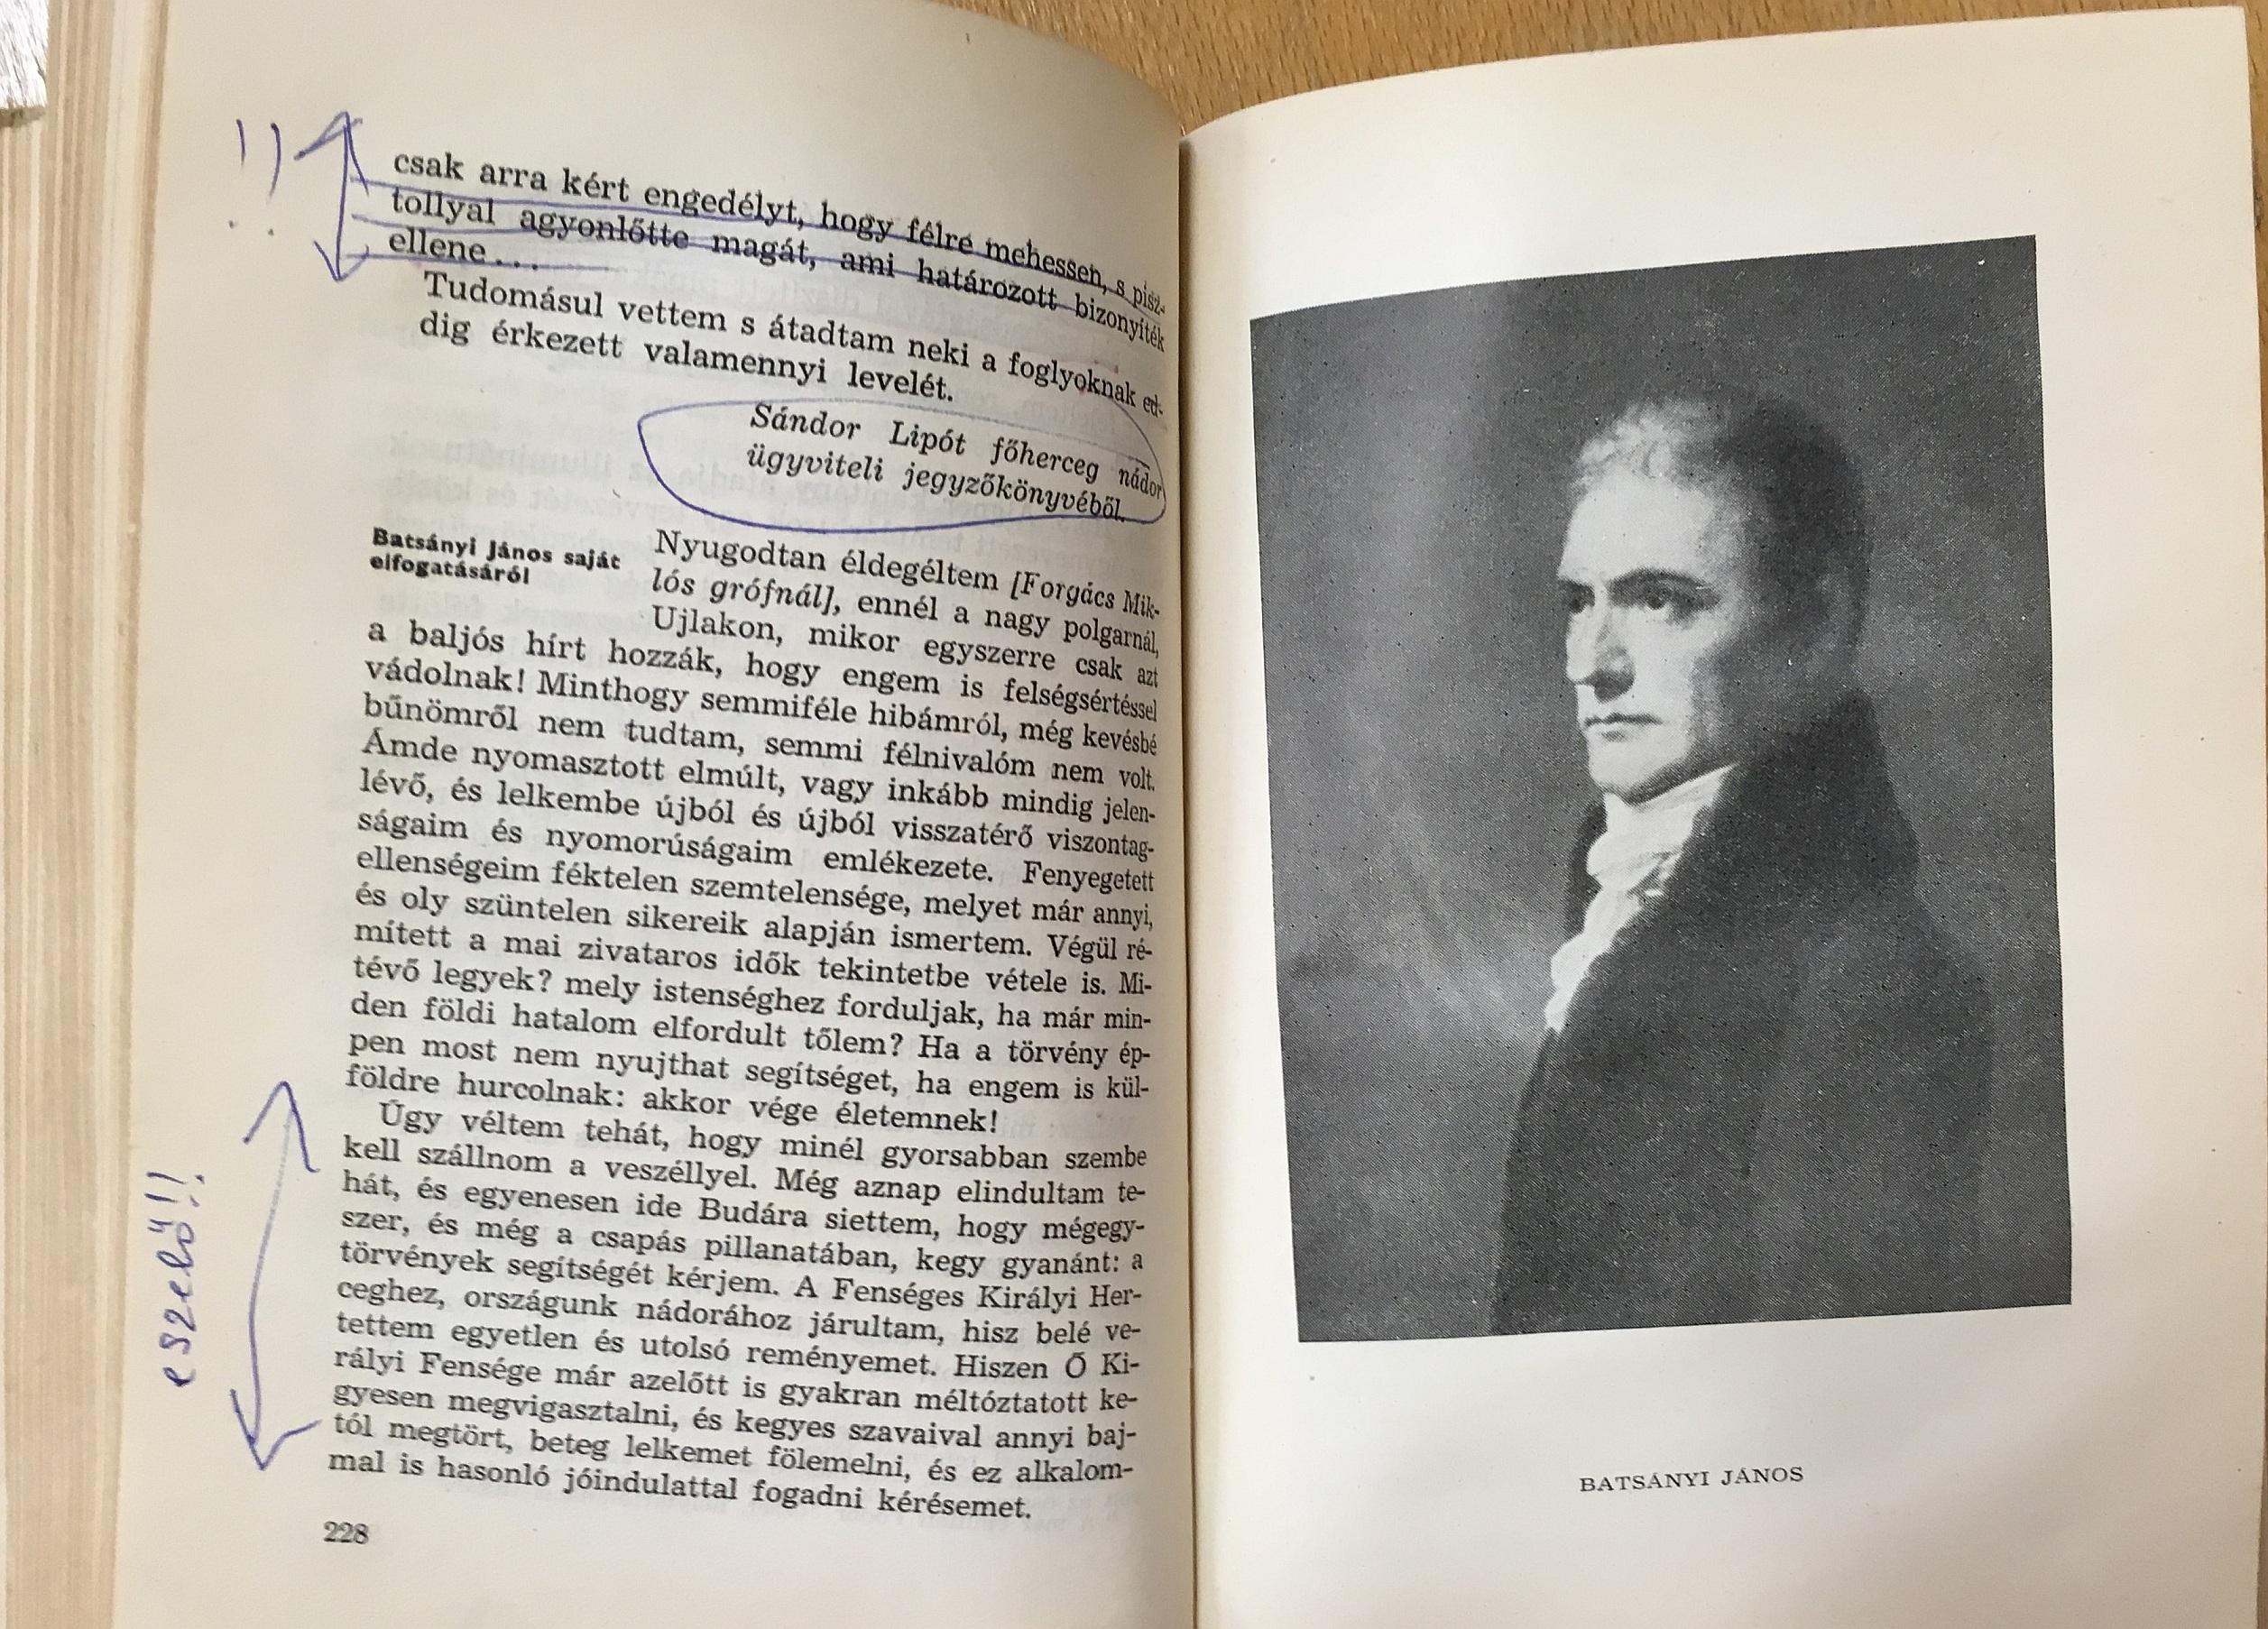 !!
csak arra kért engedélyt, hogy félre mehessen, s pisz-
tollyal agyonlőtte magát, ami határozott bizonyíték
ellene...
Tudomásul vettem s átadtam neki a foglyoknak ed-
dig érkezett valamennyi levelét.
Sándor Lipót főherceg nádor
ügyviteli jegyzőkönyvéből.
Batsányi János saját
elfogatásáról
Nyugodtan éldegéltem [Forgács Mik-
lós grófnál], ennél a nagy polgarnál,
Ujlakon, mikor egyszerre csak azt
a baljós hírt hozzák, hogy engem is felségsértéssel
vádolnak! Minthogy semmiféle hibámról, még kevésbé
bűnömről nem tudtam, semmi félnivalóm nem volt.
Ámde nyomasztott elmúlt, vagy inkább mindig jelen-
lévő, és lelkembe újból és újból visszatérő viszontag-
ságaim és nyomorúságaim emlékezete. Fenyegetett
ellenségeim féktelen szemtelensége, melyet már annyi,
és oly szüntelen sikereik alapján ismertem. Végül ré-
mített a mai zivataros idők tekintetbe vétele is. Mi-
tévő legyek? mely istenséghez forduljak, ha már min-
den földi hatalom elfordult tőlem? Ha a törvény ép-
pen most nem nyujthat segítséget, ha engem is kül-
földre hurcolnak: akkor vége életemnek!
Úgy véltem tehát, hogy minél gyorsabban szembe
kell szállnom a veszéllyel. Még aznap elindultam te-
hát, és egyenesen ide Budára siettem, hogy mégegy-
szer, és még a csapás pillanatában, kegy gyanánt: a
törvények segítségét kérjem. A Fenséges Királyi Her-
ceghez, országunk nádorához járultam, hisz belé ve-
tettem egyetlen és utolsó reményemet. Hiszen Ő Ki-
rályi Fensége már azelőtt is gyakran méltóztatott ke-
gyesen megvigasztalni, és kegyes szavaival annyi baj-
tól megtört, beteg lelkemet fölemelni, és ez alkalom-
mal is hasonló jóindulattal fogadni kérésemet.
eszelő!!
228
BATSÁNYI JÁNOS